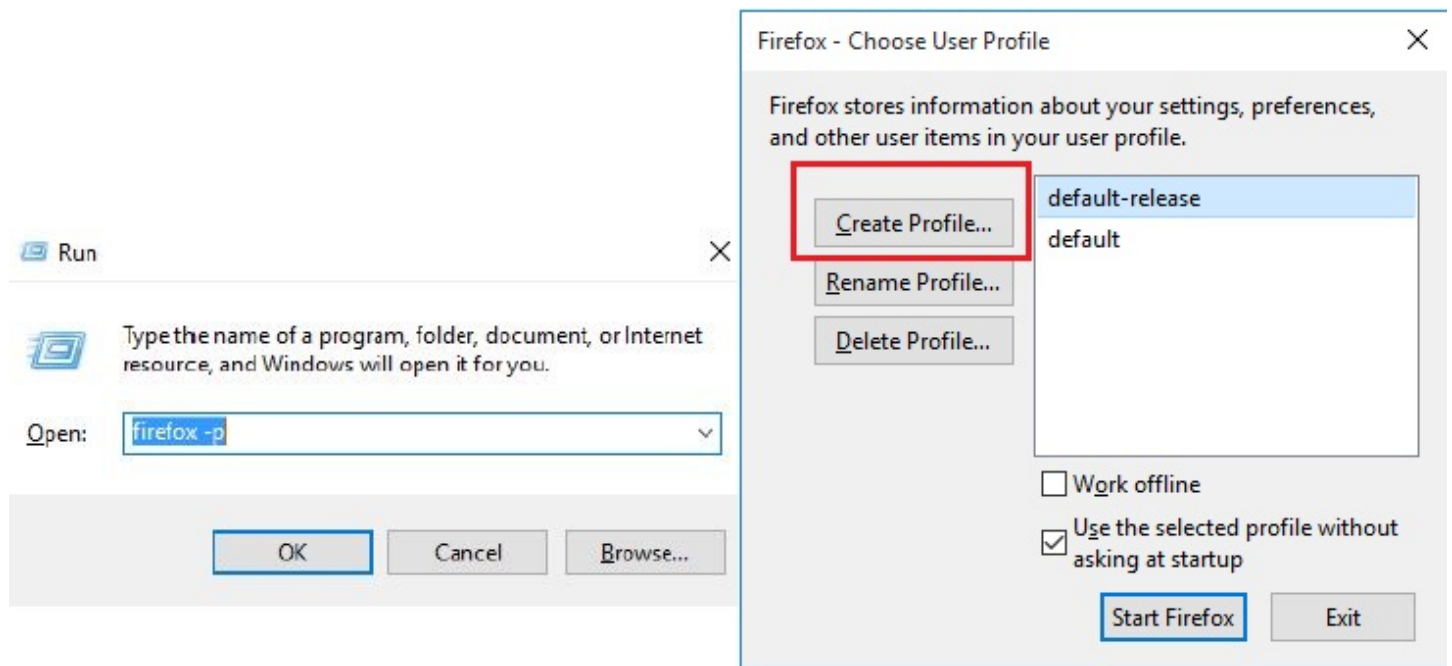 Run
Type the name of a program, folder, document, or Internet
resource, and Windows will open it for you.
Open:
firefox -p
OK
Cancel
Browse...
Firefox - Choose User Profile
Firefox stores information about your settings, preferences,
and other user items in your user profile.
Create Profile...
Rename Profile...
Delete Profile...
default-release
default
Work offline
Use the selected profile without
asking at startup
Start Firefox
Exit